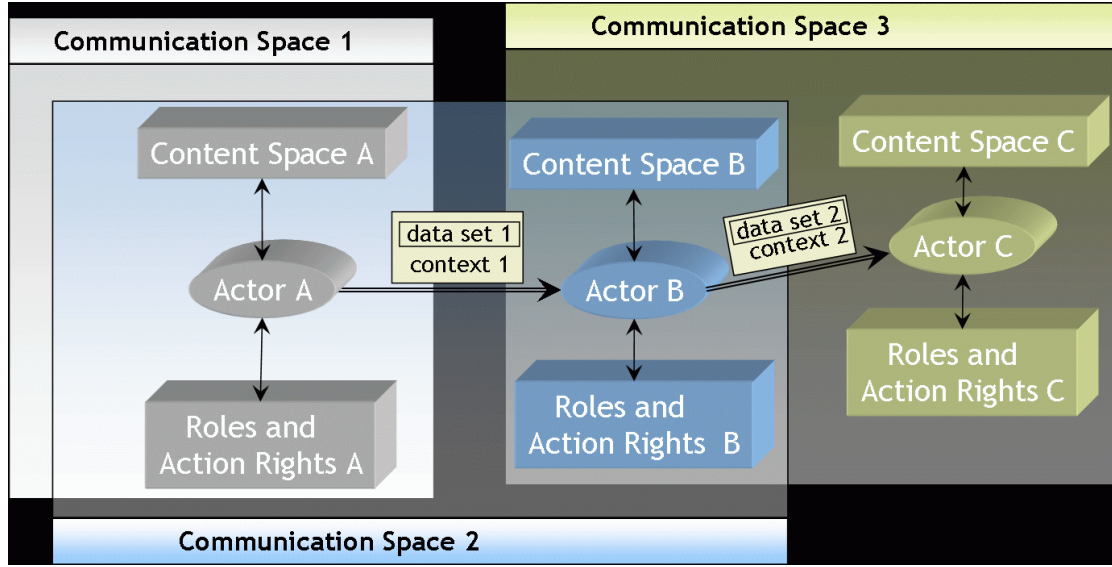 Communication Space 1
Communication Space 3
Content Space A
Content Space B
Content Space C
data set 1
context 1
data set 2
context 2
Actor A
Actor B
Actor C
Roles and
Action Rights A
Roles and
Action Rights B
Roles and
Action Rights C
Communication Space 2